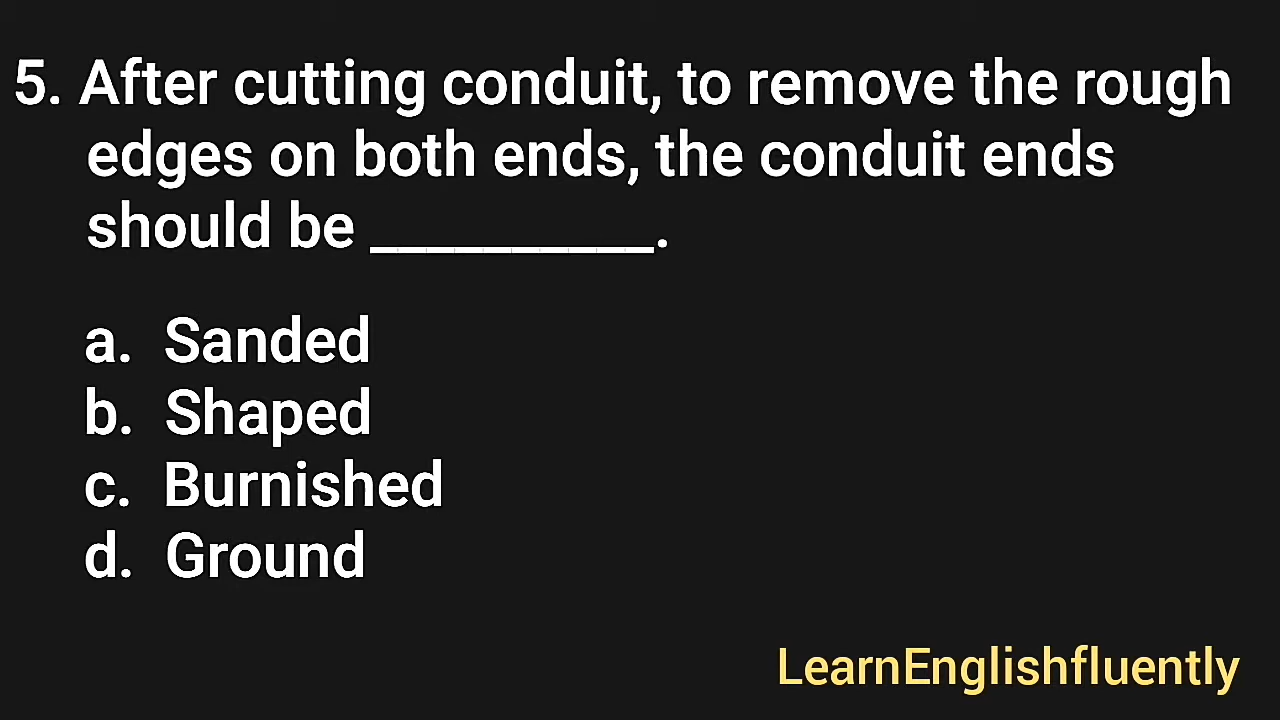 5. After cutting conduit, to remove the rough
edges on both ends, the conduit ends
should be __________.
a. Sanded
b. Shaped
c. Burnished
d. Ground
LearnEnglishfluently